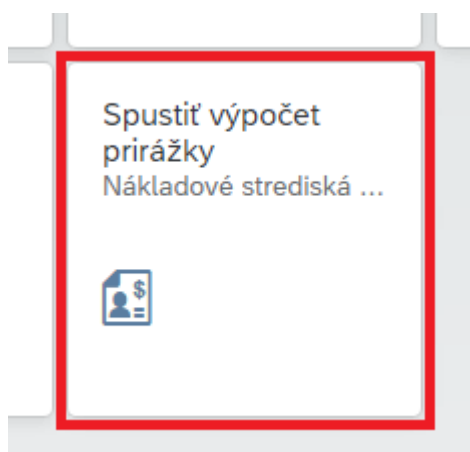 Spustiť výpočet
prirážky
Nákladové strediská ...
$